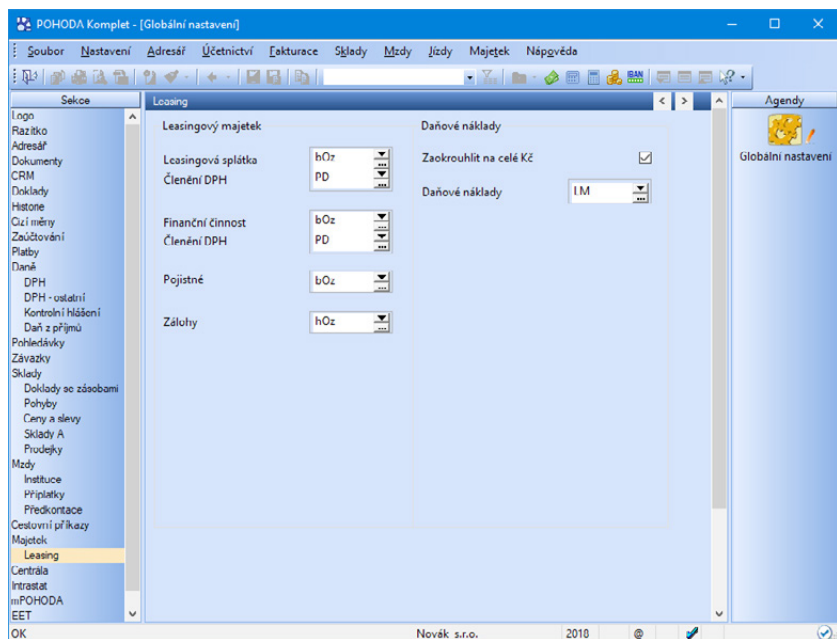 POHODA Komplet - [Globální nastavení]
Soubor Nastavení Adresář Účetnictví Fakturace Sklady Mzdy Jízdy Majetek Nápověda
IBAN
Sekce
Logo
Razítko
Adresář
Dokumenty
CRM
Doklady
Historie
Cizí měny
Zaúčtování
Platby
Daně
DPH
DPH - ostatní
Kontrolní hlášení
Daň z příjmů
Pohledávky
Závazky
Sklady
Doklady se zásobami
Pohyby
Ceny a slevy
Sklady A
Prodejky
Mzdy
Instituce
Příplatky
Předkontace
Cestovní příkazy
Majetek
Leasing
Centrála
Intrastat
mPOHODA
EET
Leasing
Leasingový majetek
Leasingová splátka bOz
Členění DPH PD
Finanční činnost bOz
Členění DPH PD
Pojistné bOz
Zálohy hOz
Daňové náklady
Zaokrouhlit na celé Kč
Daňové náklady LM
Agendy
Globální nastavení
OK Novák s.r.o. 2018 @